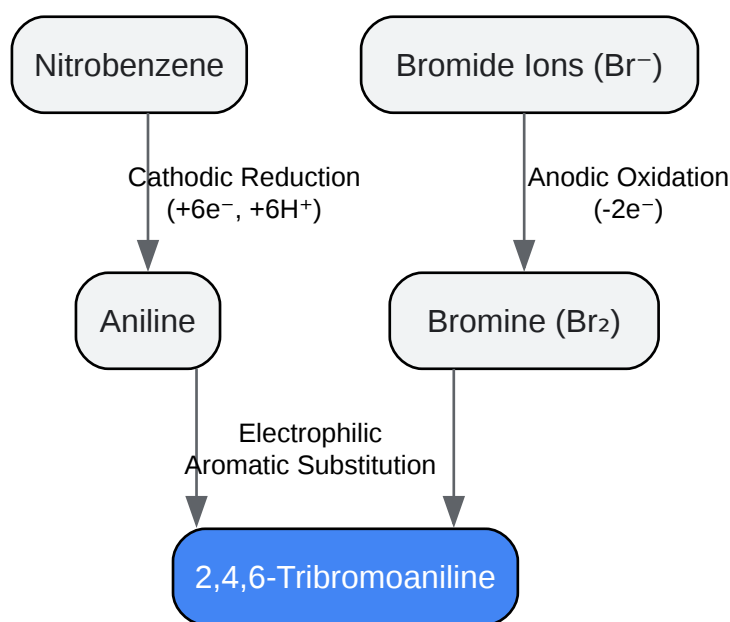 Nitrobenzene
Bromide Ions (Br⁻)
Cathodic Reduction
(+6e⁻, +6H⁺)
Anodic Oxidation
(-2e⁻)
Aniline
Bromine (Br₂)
Electrophilic
Aromatic Substitution
2,4,6-Tribromoaniline